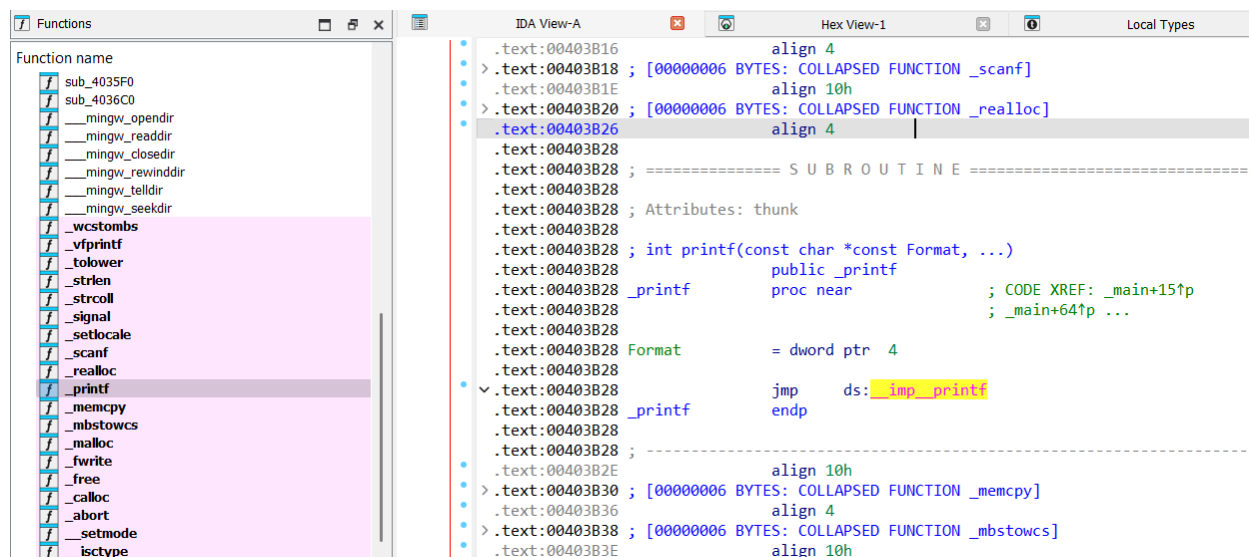 Functions
Function name
sub_4035F0
sub_4036C0
___mingw_opendir
___mingw_readdir
___mingw_closedir
___mingw_rewinddir
___mingw_telldir
___mingw_seekdir
_wcstombs
_vfprintf
_tolower
_strlen
_strcoll
_signal
_setlocale
_scanf
_realloc
_printf
_memcpy
_mbstowcs
_malloc
_fwrite
_free
_calloc
_abort
__setmode
__isctype
IDA View-A
Hex View-1
Local Types
.text:00403B16 align 4
.text:00403B18 ; [00000006 BYTES: COLLAPSED FUNCTION _scanf]
.text:00403B1E align 10h
.text:00403B20 ; [00000006 BYTES: COLLAPSED FUNCTION _realloc]
.text:00403B26 align 4
.text:00403B28
.text:00403B28 ; =============== S U B R O U T I N E ===============================
.text:00403B28
.text:00403B28 ; Attributes: thunk
.text:00403B28
.text:00403B28 ; int printf(const char *const Format, ...)
.text:00403B28 public _printf
.text:00403B28 _printf proc near ; CODE XREF: _main+15↑p
.text:00403B28 ; _main+64↑p ...
.text:00403B28
.text:00403B28 Format = dword ptr 4
.text:00403B28
.text:00403B28 jmp ds:__imp__printf
.text:00403B28 _printf endp
.text:00403B28
.text:00403B28 ; ---------------------------------------------------------------------------
.text:00403B2E align 10h
.text:00403B30 ; [00000006 BYTES: COLLAPSED FUNCTION _memcpy]
.text:00403B36 align 4
.text:00403B38 ; [00000006 BYTES: COLLAPSED FUNCTION _mbstowcs]
.text:00403B3E align 10h